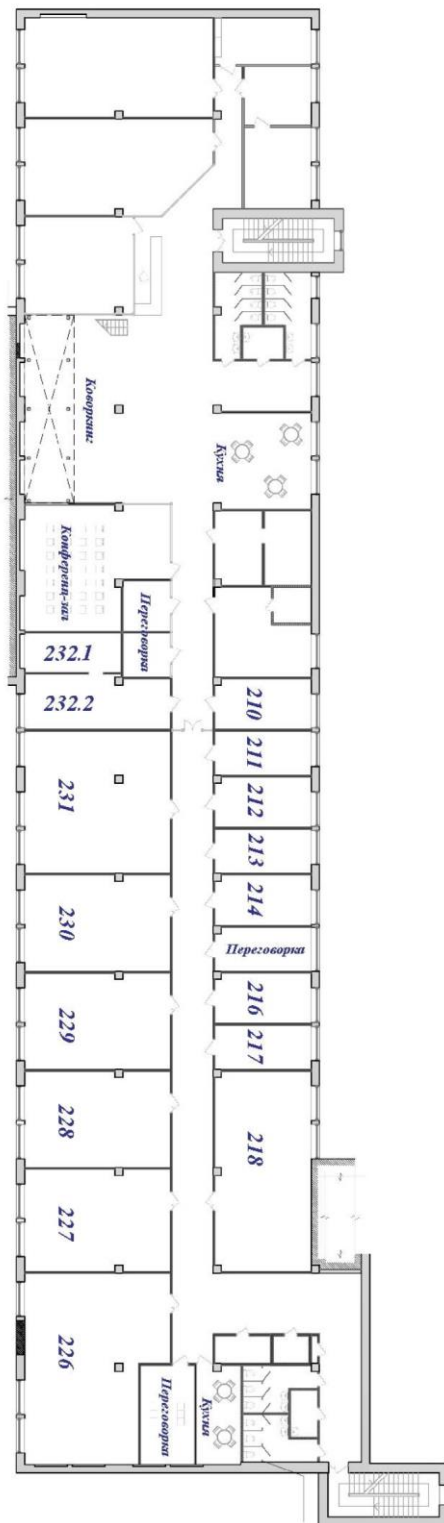 Коворкинг
Кухня
Конференц-зал
Переговорка
232.1
232.2
210
211
231
212
213
230
214
Переговорка
229
216
217
228
218
227
226
Переговорка
Кухня